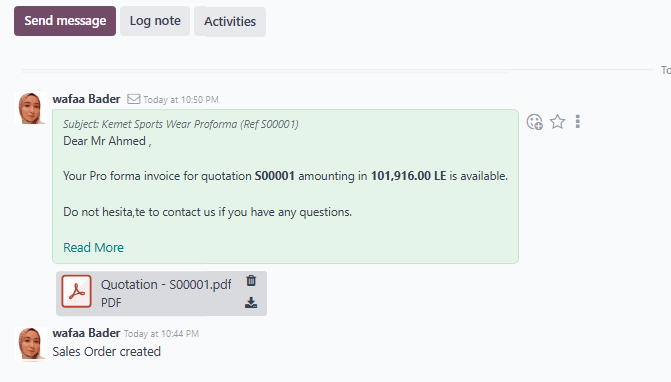 Send message Log note Activities
To
wafaa Bader Today at 10:50 PM
Subject: Kemet Sports Wear Proforma (Ref S00001)
Dear Mr Ahmed ,
Your Pro forma invoice for quotation S00001 amounting in 101,916.00 LE is available.
Do not hesita,te to contact us if you have any questions.
Read More
Quotation - S00001.pdf
PDF
wafaa Bader Today at 10:44 PM
Sales Order created